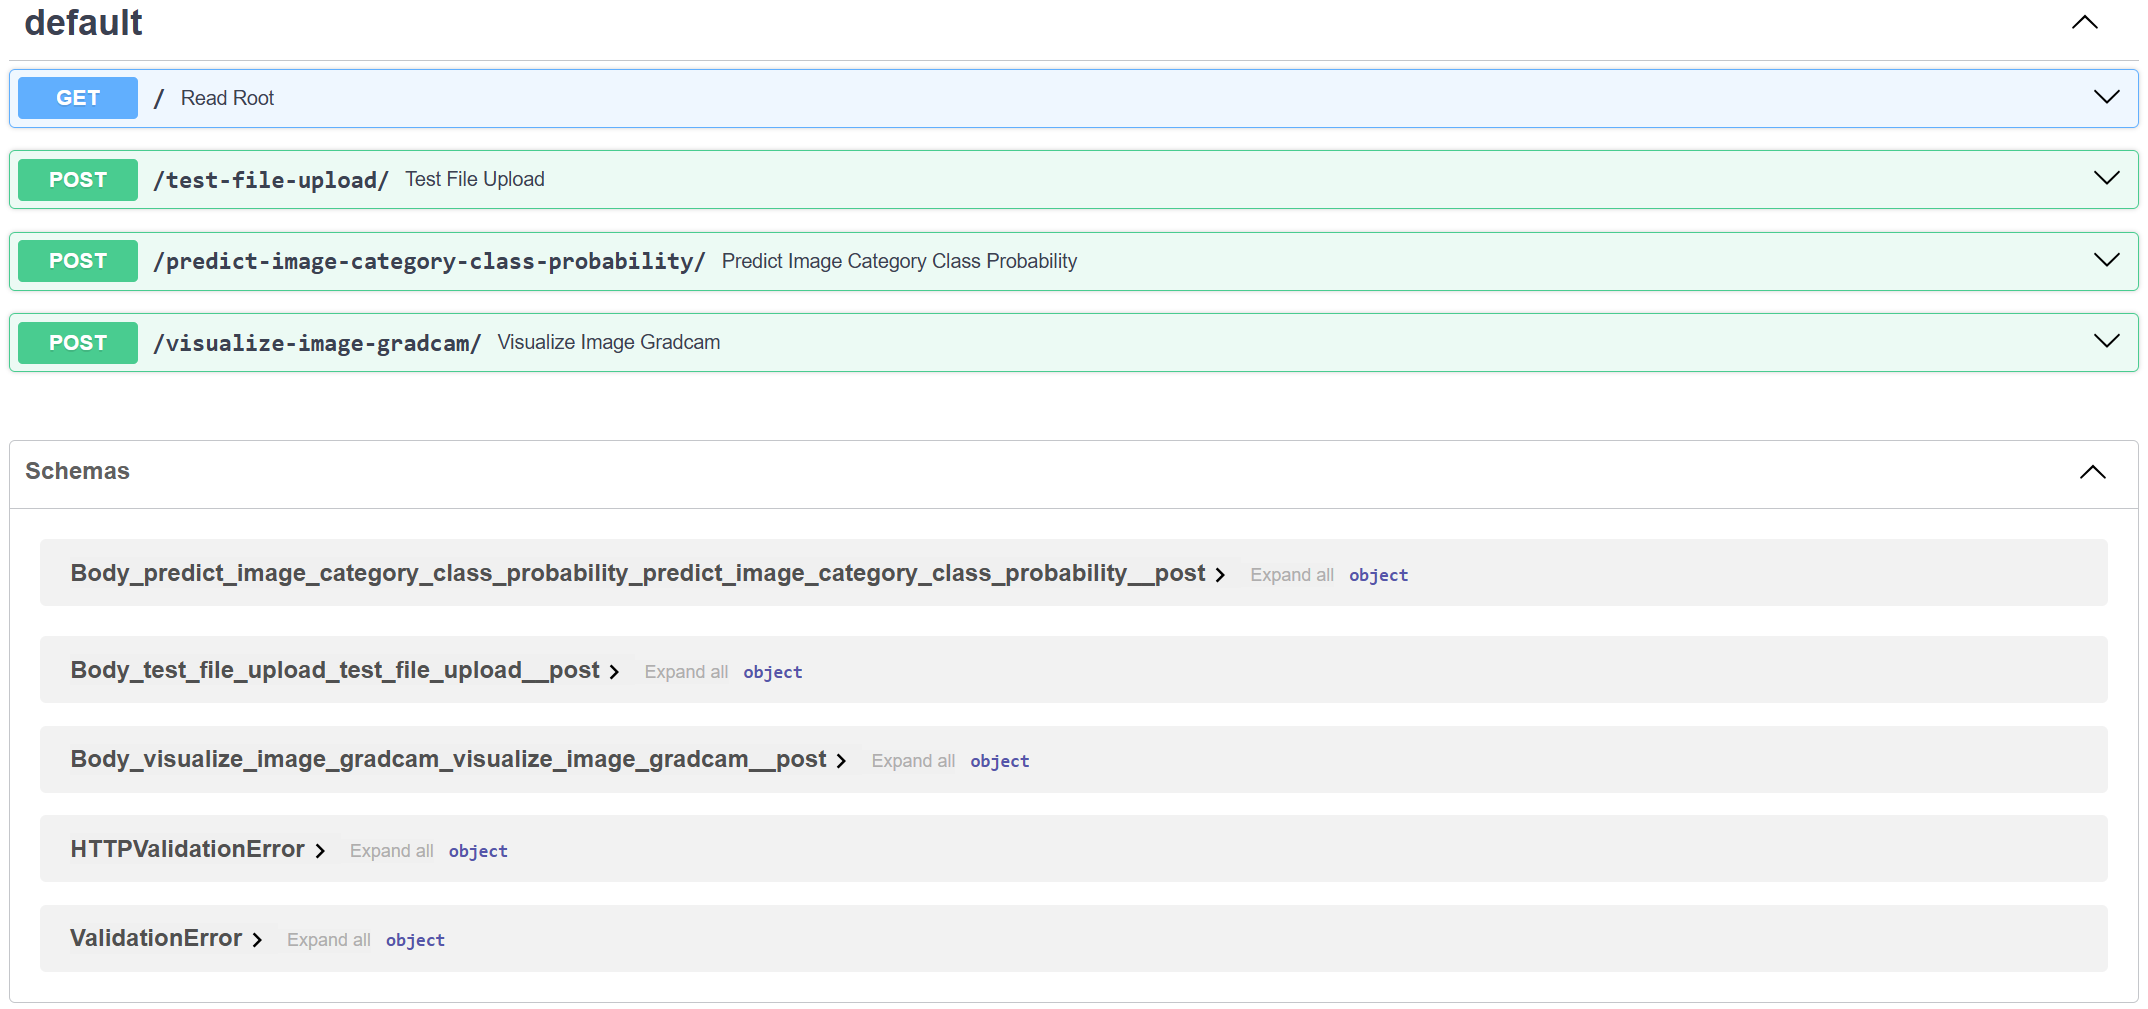 default
GET / Read Root
POST /test-file-upload/ Test File Upload
POST /predict-image-category-class-probability/ Predict Image Category Class Probability
POST /visualize-image-gradcam/ Visualize Image Gradcam
Schemas
Body_predict_image_category_class_probability_predict_image_category_class_probability__post Expand all object
Body_test_file_upload_test_file_upload__post Expand all object
Body_visualize_image_gradcam_visualize_image_gradcam__post Expand all object
HTTPValidationError Expand all object
ValidationError Expand all object